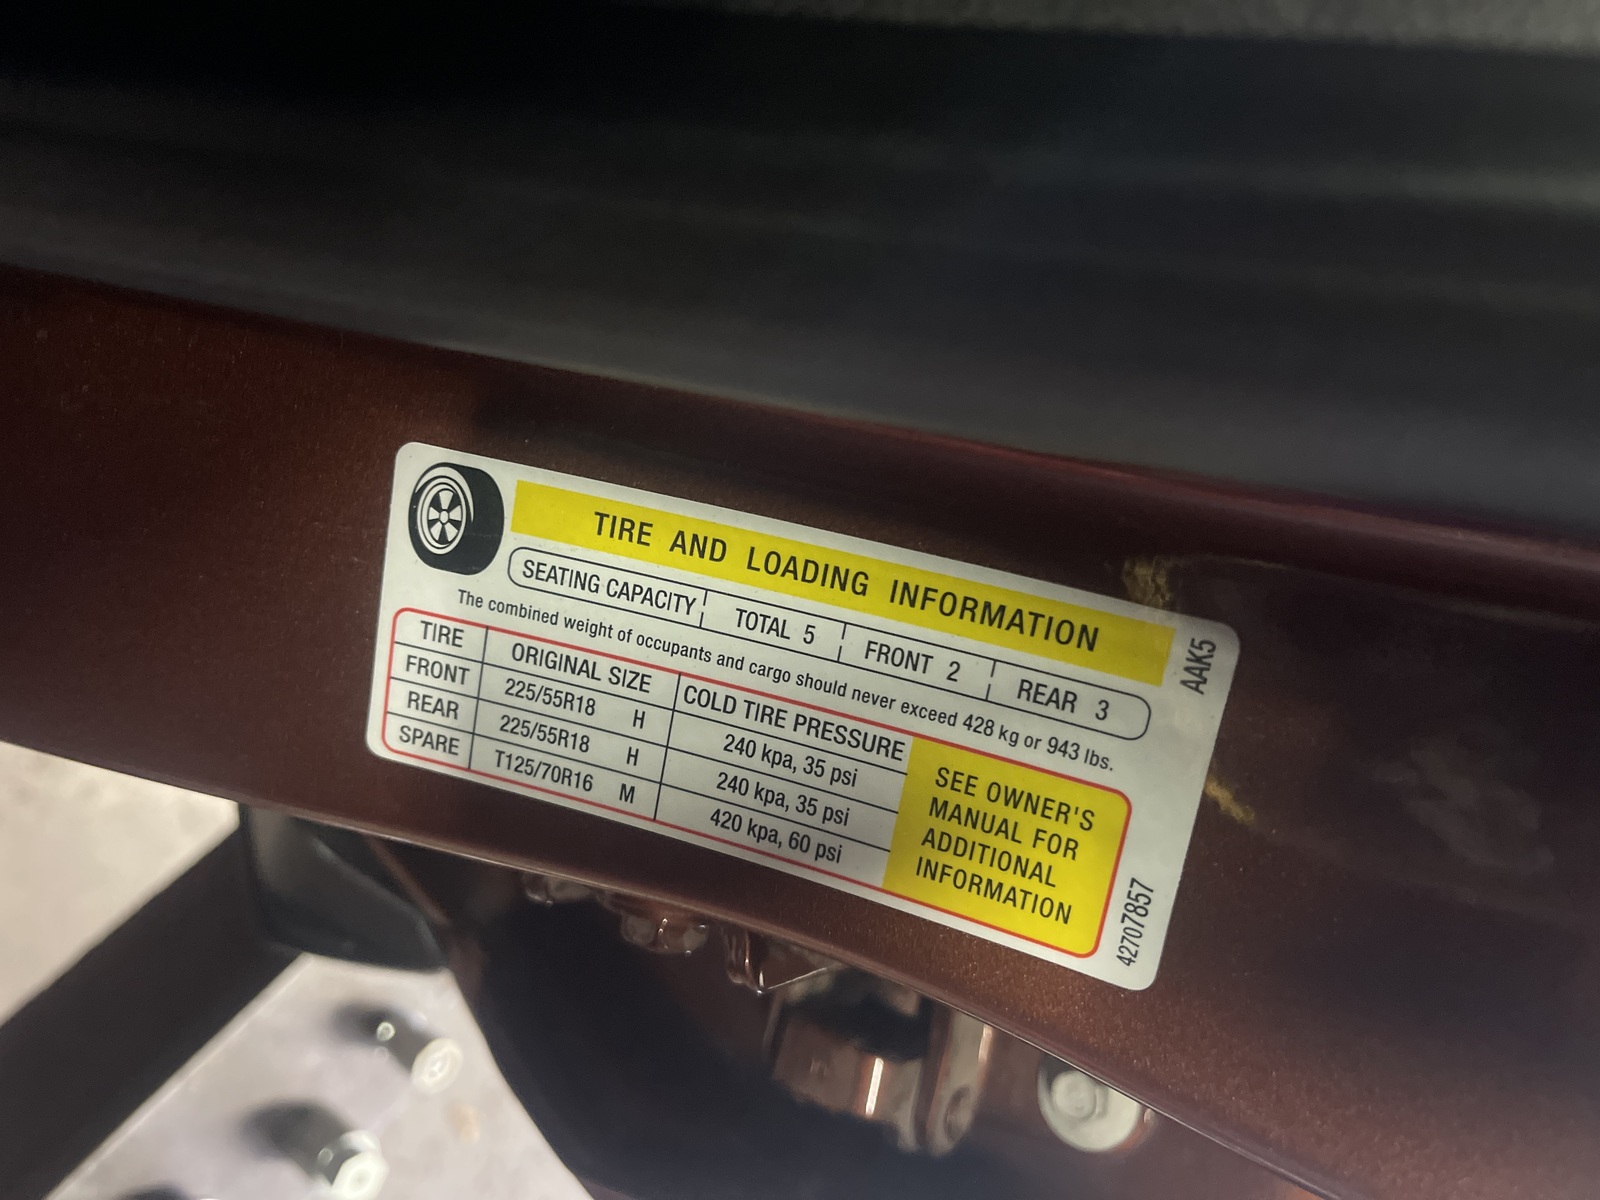 TIRE AND LOADING INFORMATION
SEATING CAPACITY TOTAL 5 FRONT 2 REAR 3
The combined weight of occupants and cargo should never exceed 428 kg or 943 lbs.
TIRE ORIGINAL SIZE COLD TIRE PRESSURE
FRONT 225/55R18 H 240 kpa, 35 psi
REAR 225/55R18 H 240 kpa, 35 psi
SPARE T125/70R16 M 420 kpa, 60 psi
SEE OWNER'S
MANUAL FOR
ADDITIONAL
INFORMATION
AAK5
42707857